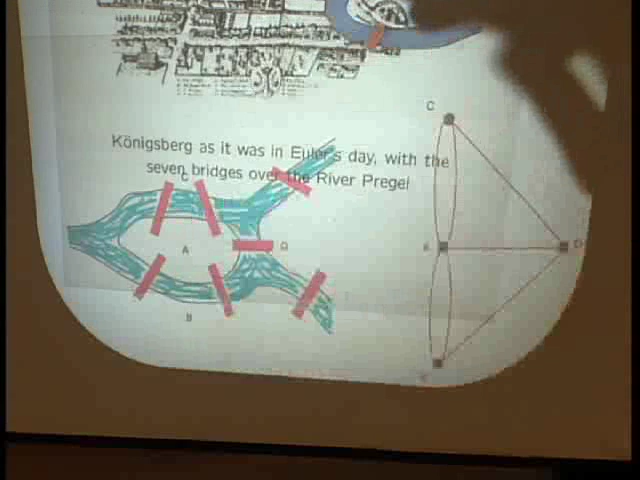 C
Königsberg as it was in Euler's day, with the
seven bridges over the River Pregel
C
A
D
A
D
B